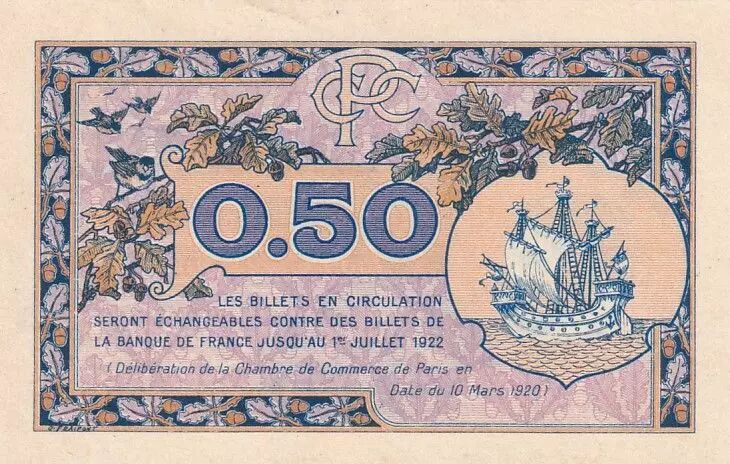 CPC
0.50
LES BILLETS EN CIRCULATION
SERONT ÉCHANGEABLES CONTRE DES BILLETS DE
LA BANQUE DE FRANCE JUSQU'AU 1er JUILLET 1922
(Délibération de la Chambre de Commerce de Paris en
Date du 10 Mars 1920)